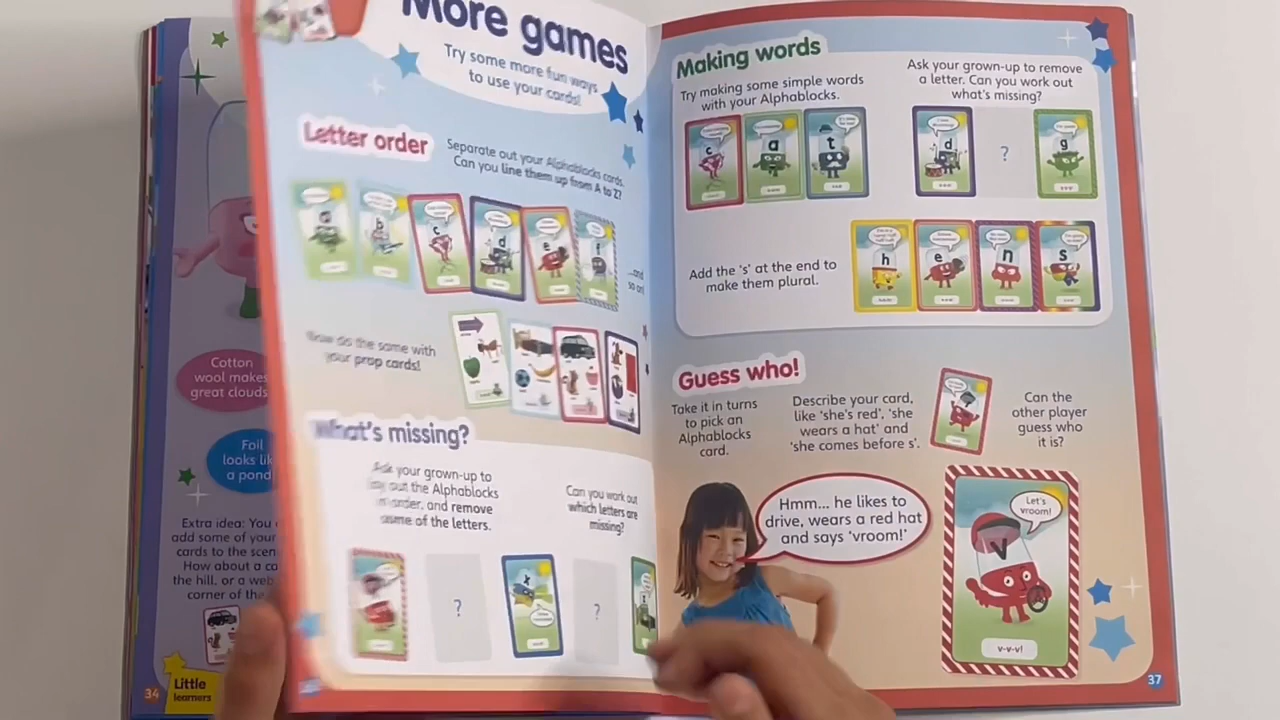 More games
Try some more fun ways
to use your cards!
Letter order
Separate out your Alphablocks cards.
Can you line them up from A to Z?
c
d
e
...and
so on!
Now do the same with
your prop cards!
What's missing?
Ask your grown-up to
lay out the Alphablocks
in order, and remove
some of the letters.
Can you work out
which letters are
missing?
?
x
?
Cotton
wool makes
great clouds
Foil
looks lik
a pond
Extra idea: You
add some of your
cards to the scen
How about a ca
the hill, or a web
corner of the
34
Little
learners
Making words
Try making some simple words
with your Alphablocks.
c
a
t
Ask your grown-up to remove
a letter. Can you work out
what's missing?
d
?
g
Add the 's' at the end to
make them plural.
h
e
n
s
Guess who!
Take it in turns
to pick an
Alphablocks
card.
Describe your card,
like 'she's red', 'she
wears a hat' and
'she comes before s'.
Can the
other player
guess who
it is?
Hmm... he likes to
drive, wears a red hat
and says 'vroom!'
Let's
vroom!
v
v-v-v!
37